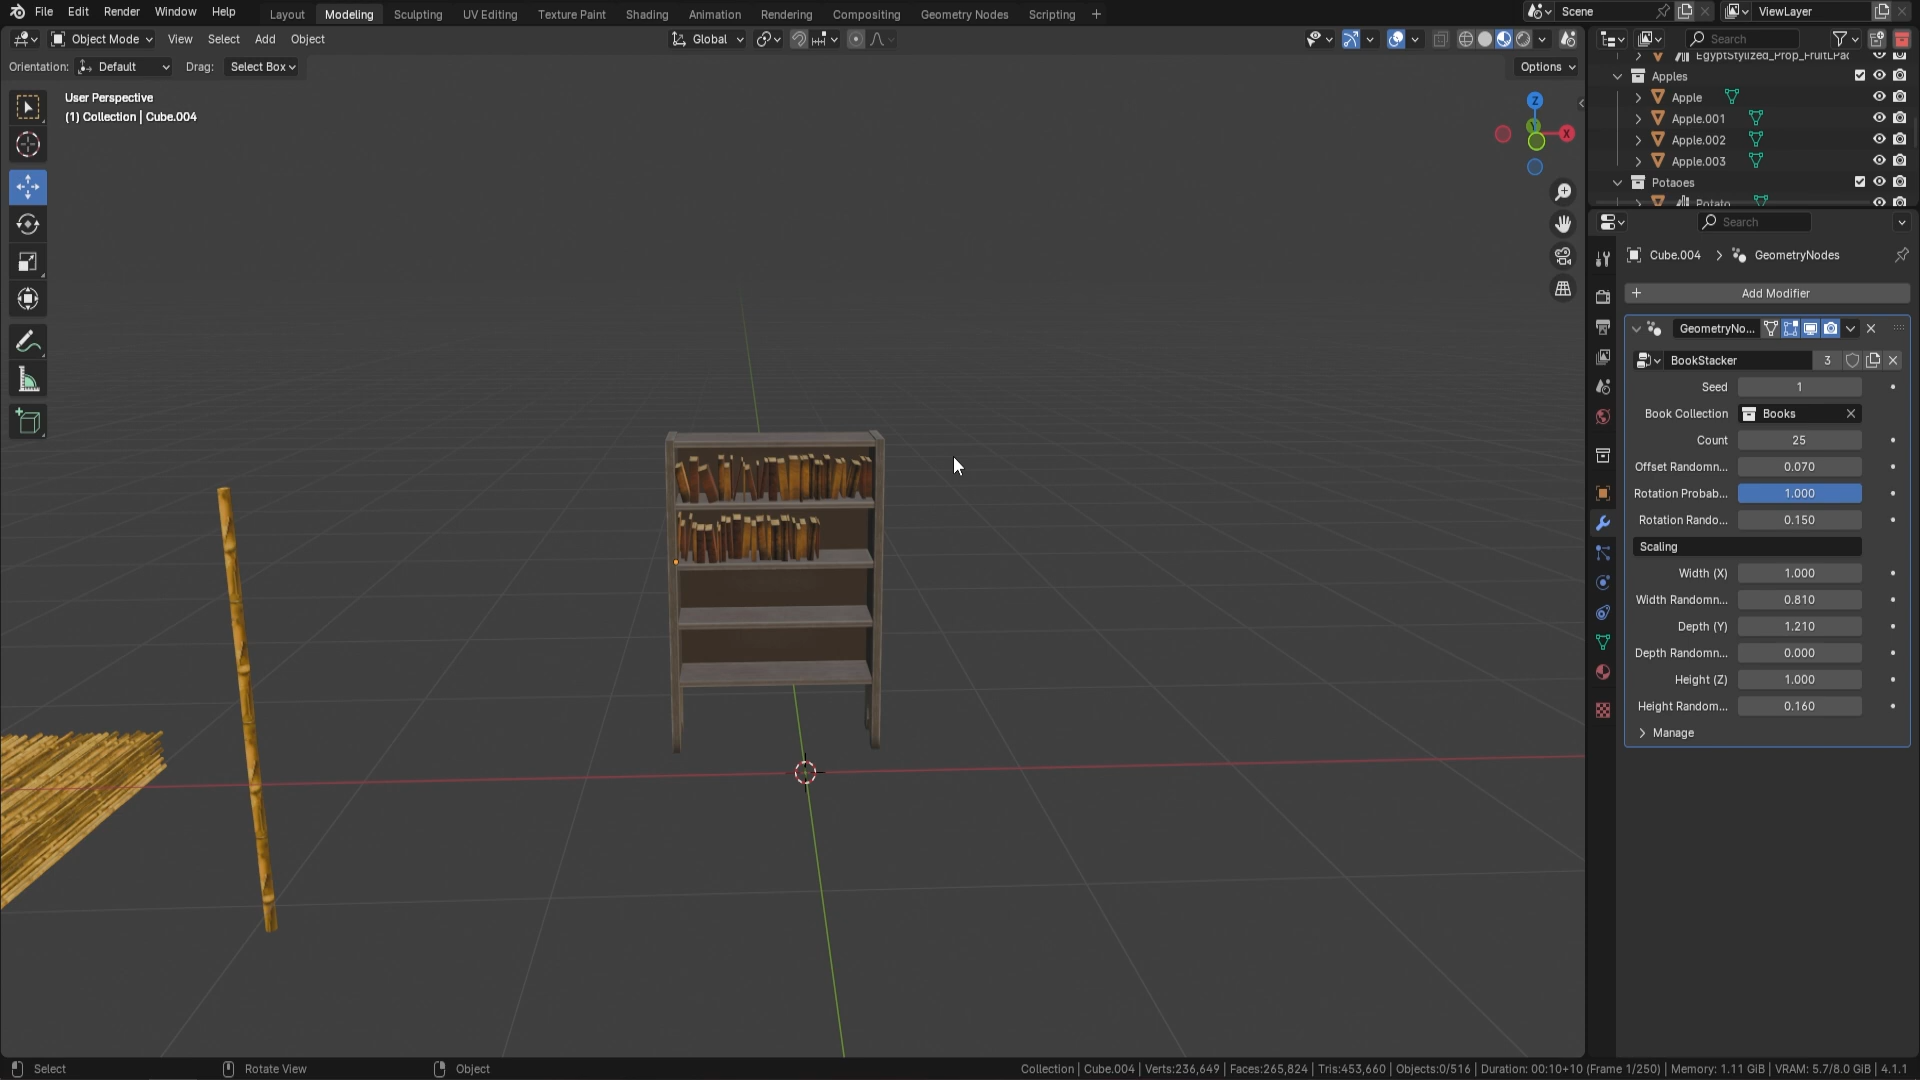 File Edit Render Window Help
Layout Modeling Sculpting UV Editing Texture Paint Shading Animation Rendering Compositing Geometry Nodes Scripting +
Scene
ViewLayer
Object Mode View Select Add Object
Global
Search
Orientation: Default Drag: Select Box
Options
User Perspective
(1) Collection | Cube.004
Z
Y
X
EgyptStylized_Prop_FruitLPac
Apples
Apple
Apple.001
Apple.002
Apple.003
Potaoes
Potato
Search
Cube.004 > GeometryNodes
+ Add Modifier
GeometryNo...
BookStacker 3
Seed 1
Book Collection Books
Count 25
Offset Randomn... 0.070
Rotation Probab... 1.000
Rotation Rando... 0.150
Scaling
Width (X) 1.000
Width Randomn... 0.810
Depth (Y) 1.210
Depth Randomn... 0.000
Height (Z) 1.000
Height Random... 0.160
Manage
Select Rotate View Object
Collection | Cube.004 | Verts:236,649 | Faces:265,824 | Tris:453,660 | Objects:0/516 | Duration: 00:10+10 (Frame 1/250) | Memory: 1.11 GiB | VRAM: 5.7/8.0 GiB | 4.1.1